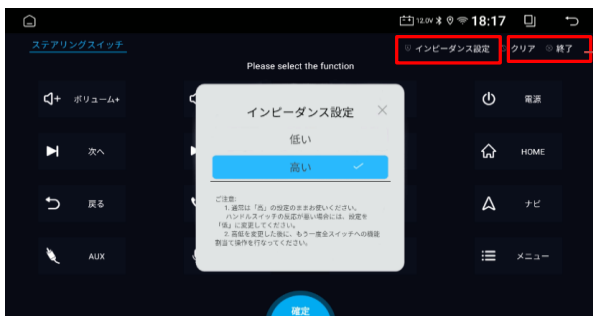 12.0V 18:17
ステアリングスイッチ
インピーダンス設定 クリア 終了
Please select the function
ボリューム+
電源
次へ
HOME
戻る
ナビ
AUX
メニュー
インピーダンス設定
低い
高い
ご注意:
1. 通常は「高」の設定のままお使いください。
ハンドルスイッチの反応が悪い場合には、設定を
「低」に変更してください。
2. 高低を変更した後に、もう一度全スイッチへの機能
割当て操作を行なってください。
確定